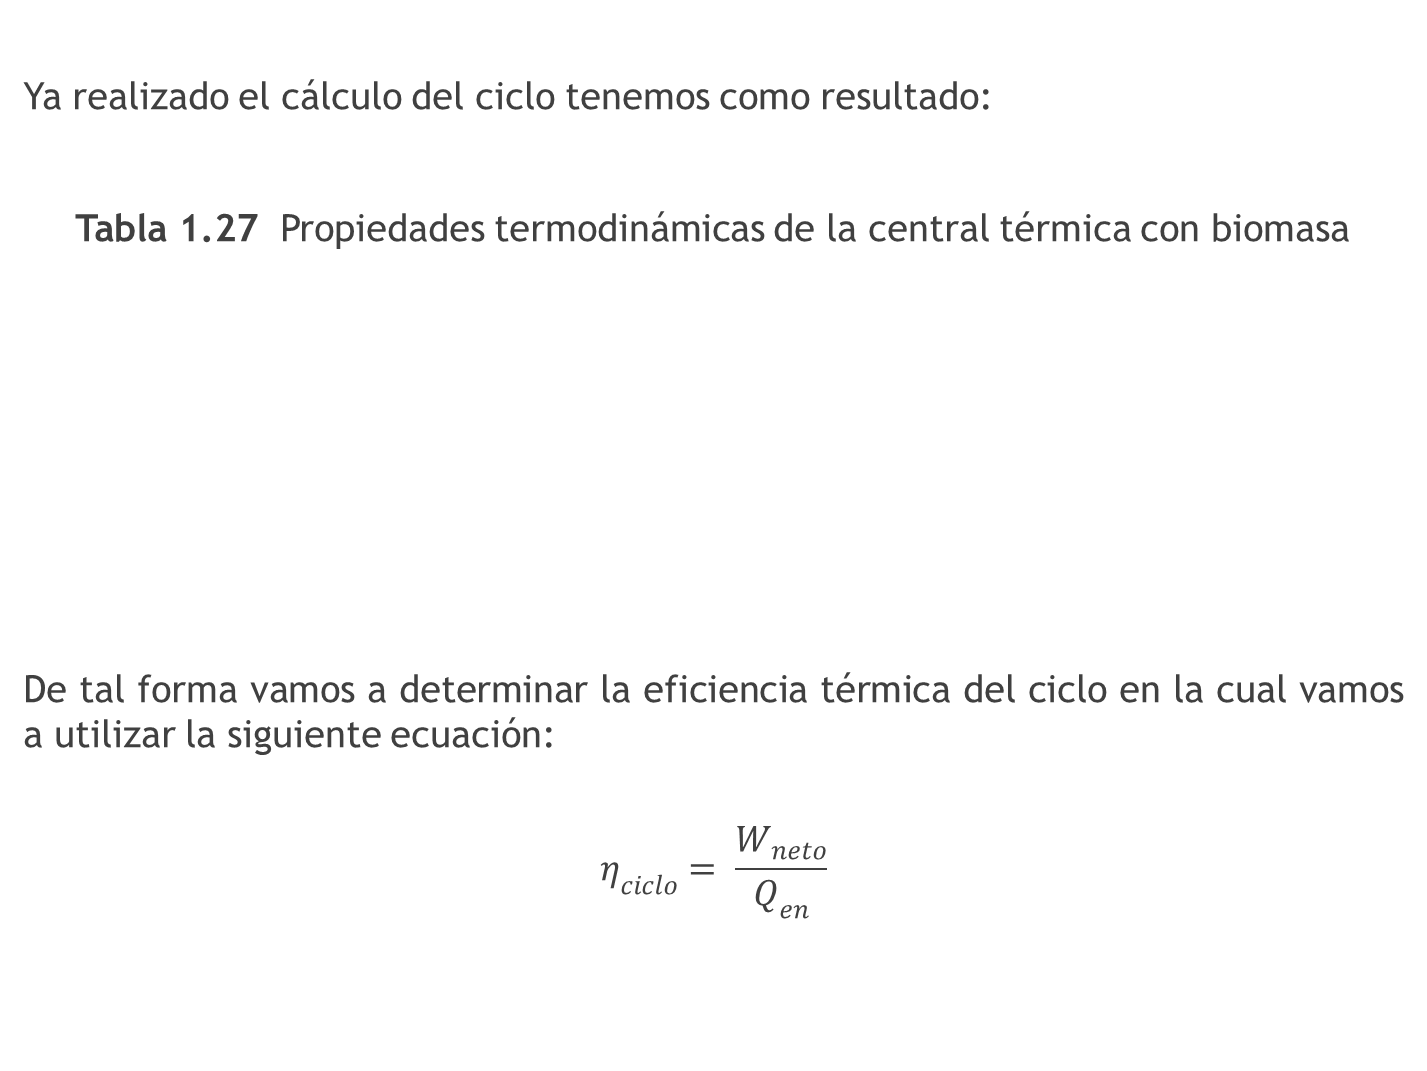 Ya realizado el cálculo del ciclo tenemos como resultado:
Tabla 1.27 Propiedades termodinámicas de la central térmica con biomasa
De tal forma vamos a determinar la eficiencia térmica del ciclo en la cual vamos
a utilizar la siguiente ecuación:
η_ciclo = W_neto / Q_en